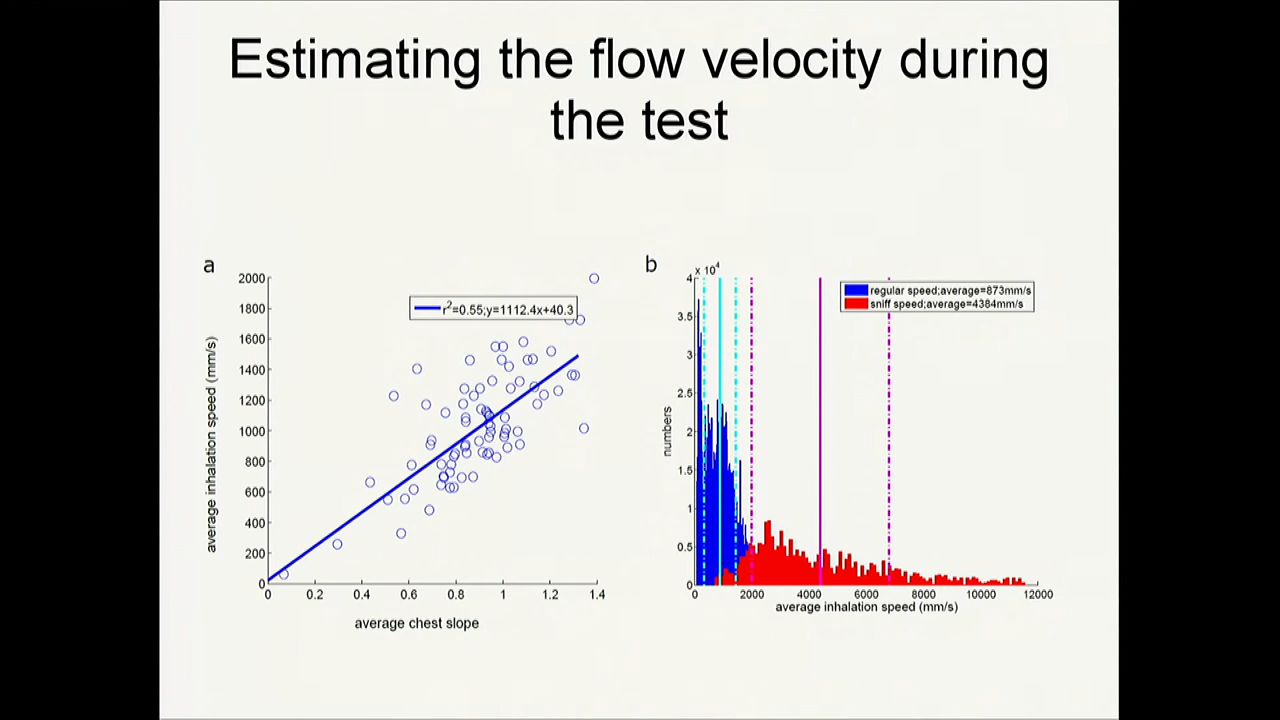 Estimating the flow velocity during
the test
a
2000
1800
1600
1400
1200
1000
800
600
400
200
0
average inhalation speed (mm/s)
r²=0.55;y=1112.4x+40.3
0 0.2 0.4 0.6 0.8 1 1.2 1.4
average chest slope
b
x 10⁴
4
3.5
3
2.5
2
1.5
1
0.5
0
numbers
regular speed;average=873mm/s
sniff speed;average=4384mm/s
0 2000 4000 6000 8000 10000 12000
average inhalation speed (mm/s)